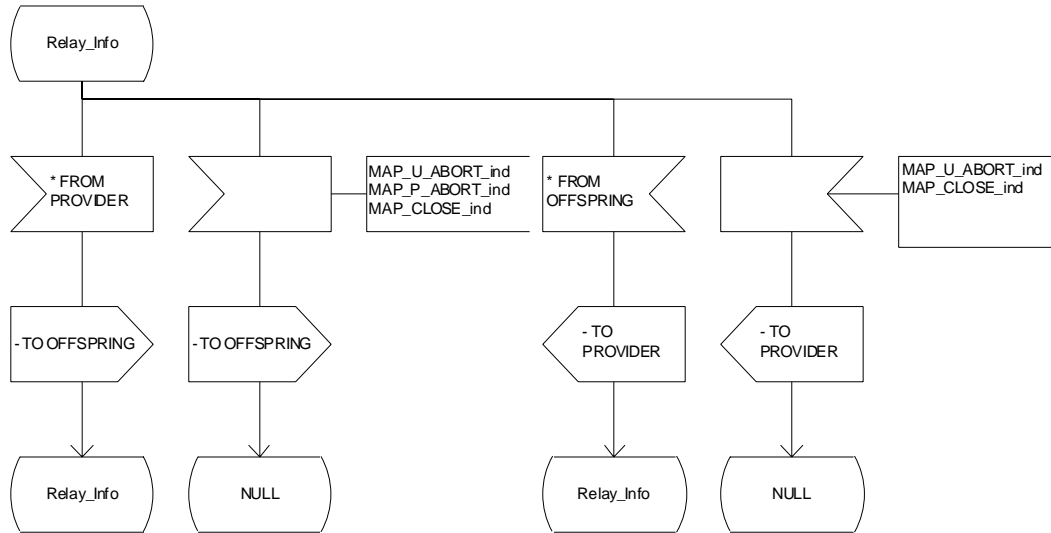 Relay_Info
* FROM
PROVIDER
MAP_U_ABORT_ind
MAP_P_ABORT_ind
MAP_CLOSE_ind
* FROM
OFFSPRING
MAP_U_ABORT_ind
MAP_CLOSE_ind
- TO OFFSPRING
- TO OFFSPRING
- TO
PROVIDER
- TO
PROVIDER
Relay_Info
NULL
Relay_Info
NULL